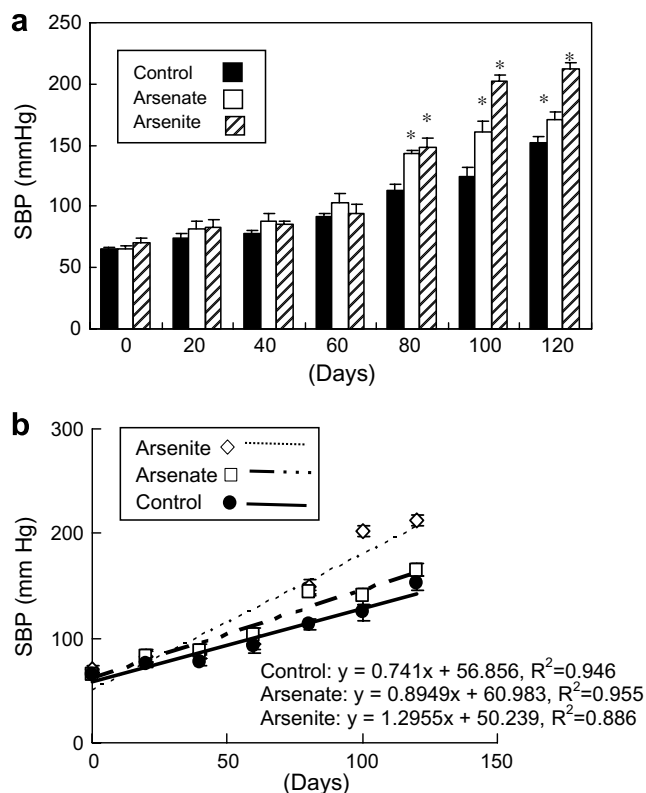 a
250
200
150
100
50
0
SBP (mmHg)
Control
Arsenate
Arsenite
* * * * * *
0 20 40 60 80 100 120
(Days)
b
300
200
100
0
SBP (mm Hg)
Arsenite
Arsenate
Control
Control: y = 0.741x + 56.856, R²=0.946
Arsenate: y = 0.8949x + 60.983, R²=0.955
Arsenite: y = 1.2955x + 50.239, R²=0.886
0 50 100 150
(Days)